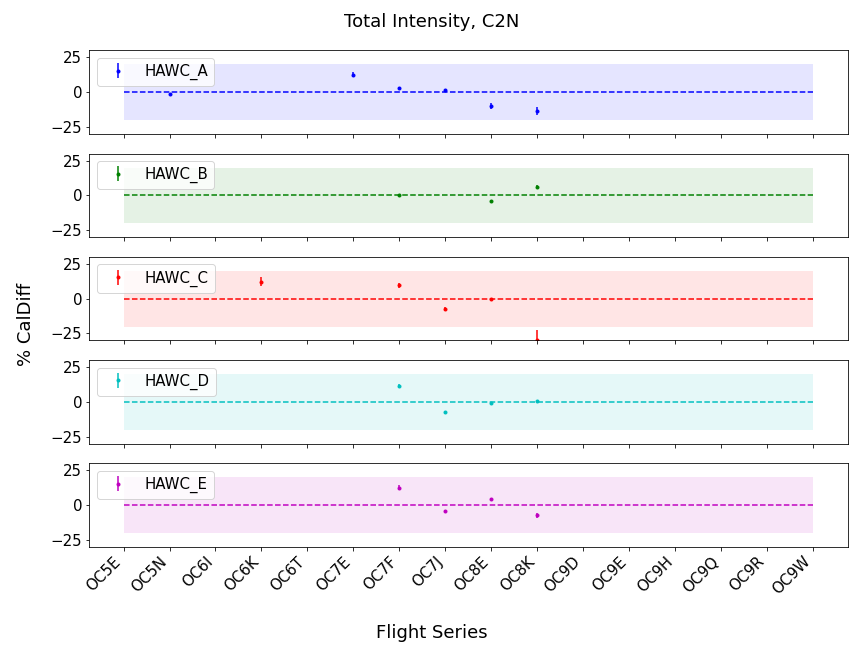 Total Intensity, C2N
25
0
−25
HAWC_A
25
0
−25
HAWC_B
25
0
−25
HAWC_C
25
0
−25
HAWC_D
25
0
−25
HAWC_E
% CalDiff
OC5E
OC5N
OC6I
OC6K
OC6T
OC7E
OC7F
OC7J
OC8E
OC8K
OC9D
OC9E
OC9H
OC9Q
OC9R
OC9W
Flight Series